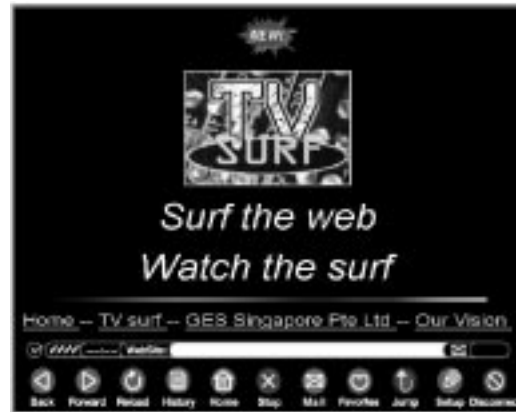 NEW!
TV
SURF
Surf the web
Watch the surf
Home -- TV surf -- GES Singapore Pte Ltd -- Our Vision
Back Forward Reload History Home Stop Mail Favorites Jump Setup Disconnect